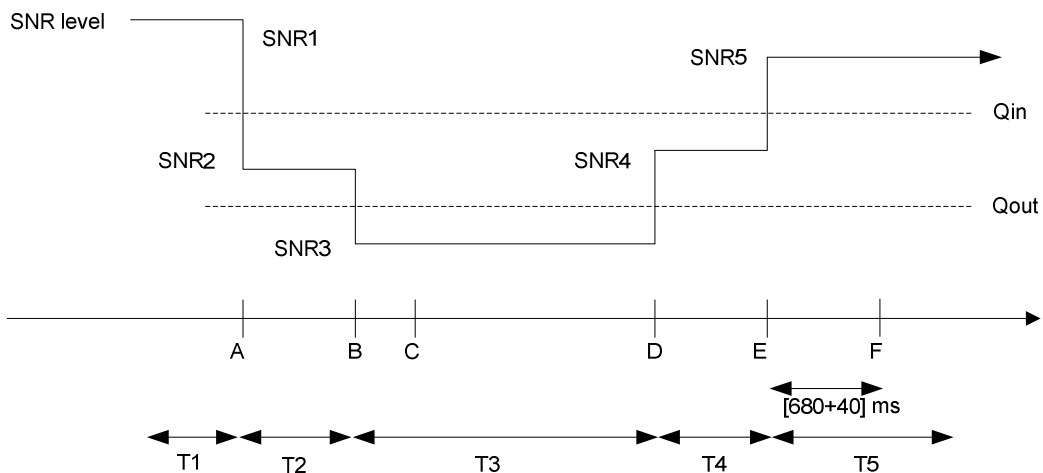 SNR level
SNR1
SNR5
Qin
SNR2
SNR4
Qout
SNR3
A B C D E F
[680+40] ms
T1 T2 T3 T4 T5